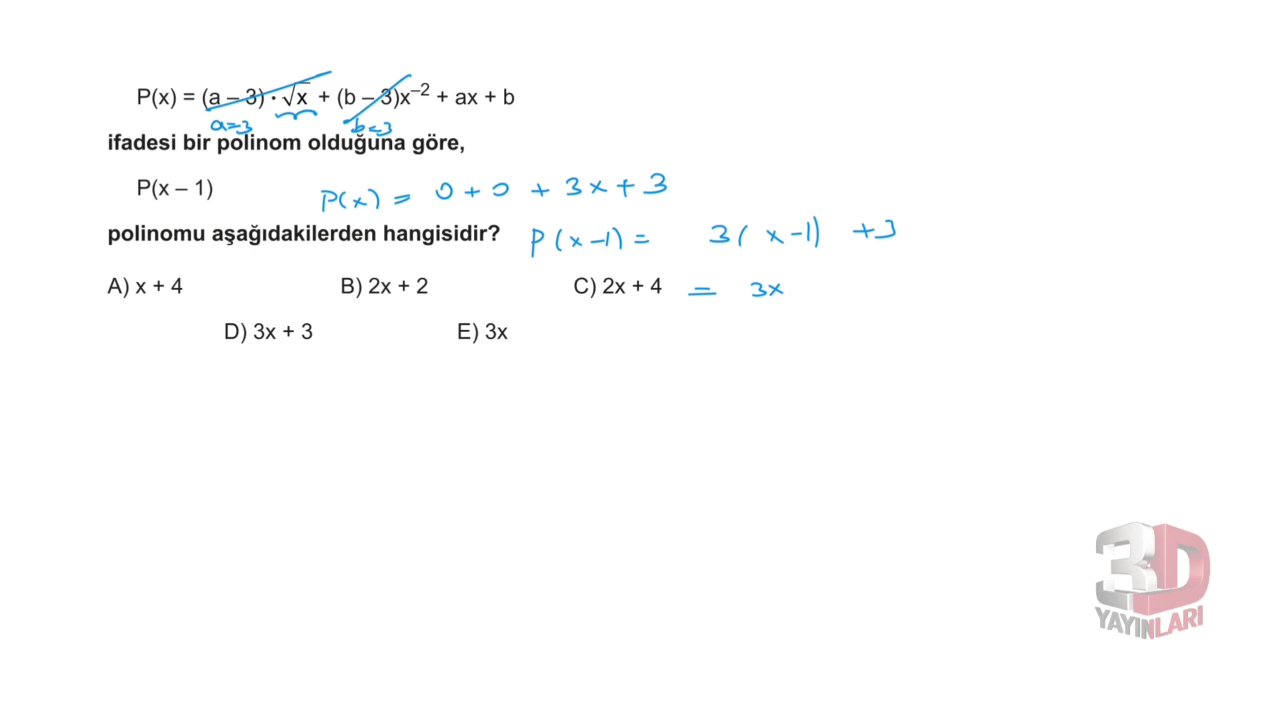 P(x) = (a – 3) · √x + (b – 3)x⁻² + ax + b
a=3 b=3
ifadesi bir polinom olduğuna göre,
P(x – 1) P(x) = 0 + 0 + 3x + 3
polinomu aşağıdakilerden hangisidir? P(x-1) = 3(x-1) +3
A) x + 4 B) 2x + 2 C) 2x + 4 = 3x
D) 3x + 3 E) 3x
3D
YAYINLARI